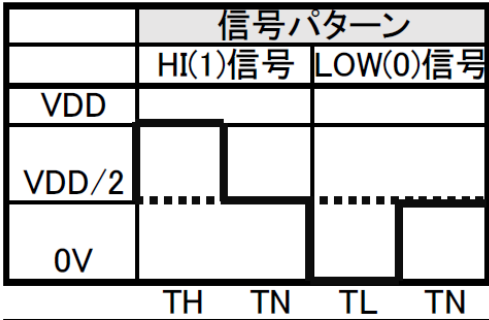 信号パターン
HI(1)信号 LOW(0)信号
VDD
VDD/2
0V
TH TN TL TN